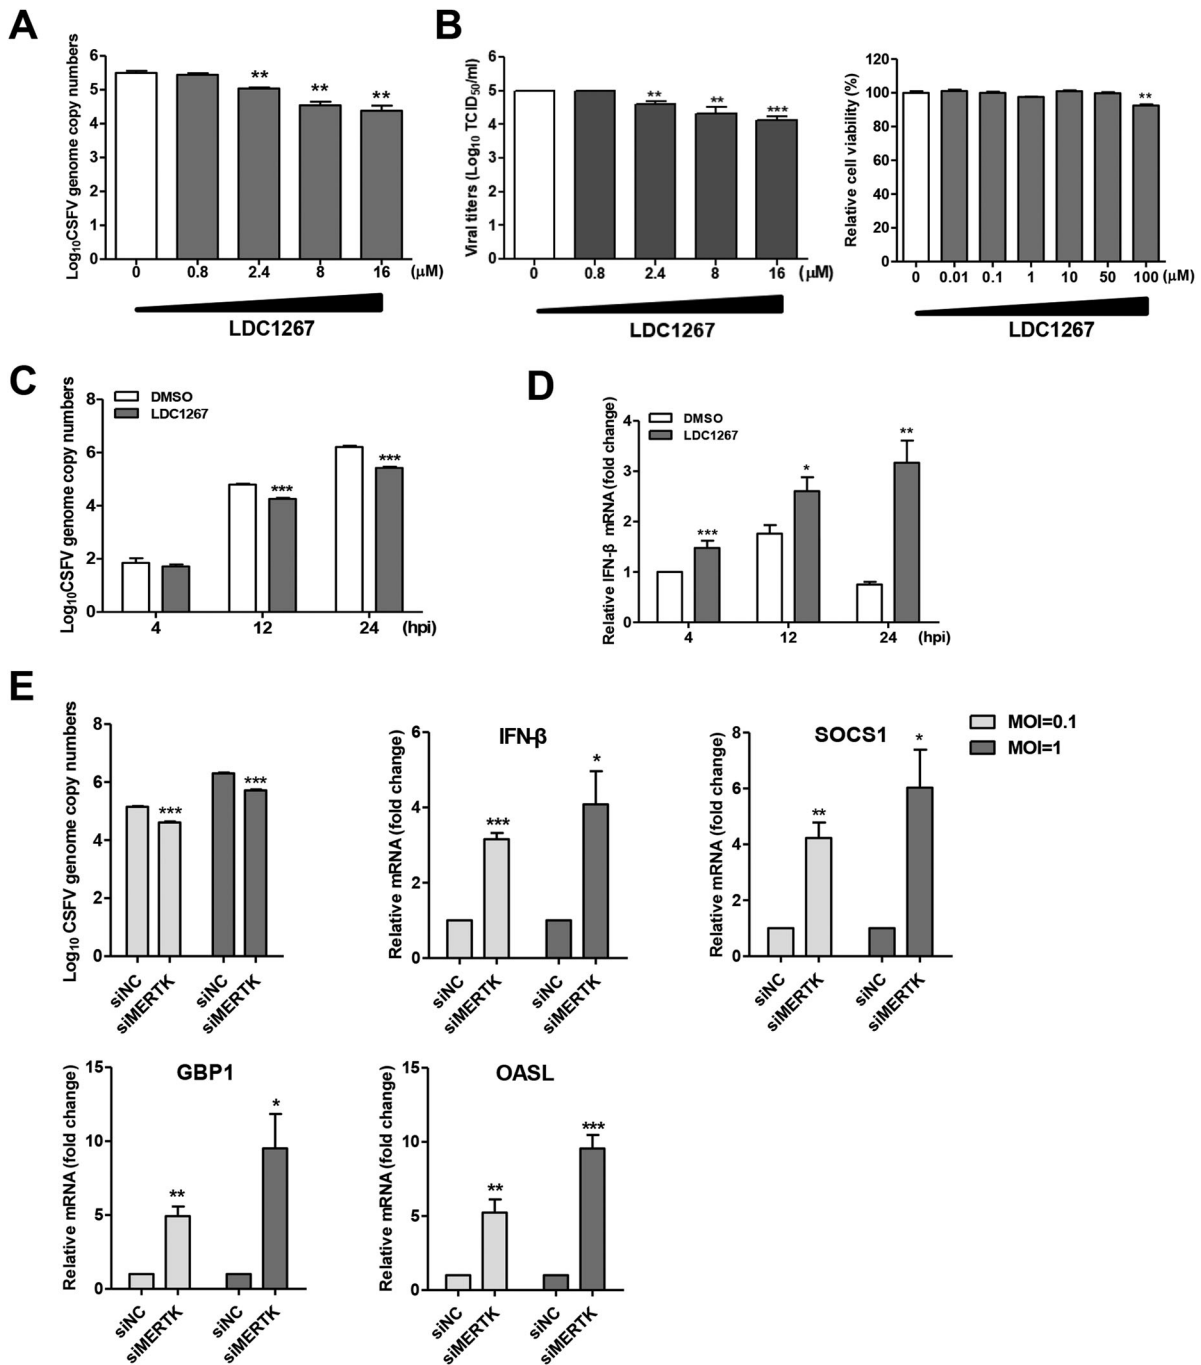 A
Log10CSFV genome copy numbers
6
5
4
3
2
1
0
** ** **
0 0.8 2.4 8 16 (μM)
LDC1267
B
Viral titers (Log10 TCID50/ml)
6
5
4
3
2
1
0
** ** ***
0 0.8 2.4 8 16 (μM)
LDC1267
Relative cell viability (%)
120
100
80
60
40
20
0
**
0 0.01 0.1 1 10 50 100 (μM)
LDC1267
C
Log10CSFV genome copy numbers
8
6
4
2
0
DMSO
LDC1267
*** ***
4 12 24 (hpi)
D
Relative IFN-β mRNA (fold change)
4
3
2
1
0
DMSO
LDC1267
*** * **
4 12 24 (hpi)
E
Log10 CSFV genome copy numbers
8
6
4
2
0
*** ***
siNC siMERTK siNC siMERTK
IFN-β
Relative mRNA (fold change)
6
4
2
0
*** *
siNC siMERTK siNC siMERTK
SOCS1
Relative mRNA (fold change)
8
6
4
2
0
** *
siNC siMERTK siNC siMERTK
MOI=0.1
MOI=1
GBP1
Relative mRNA (fold change)
15
10
5
0
** *
siNC siMERTK siNC siMERTK
OASL
Relative mRNA (fold change)
15
10
5
0
** ***
siNC siMERTK siNC siMERTK